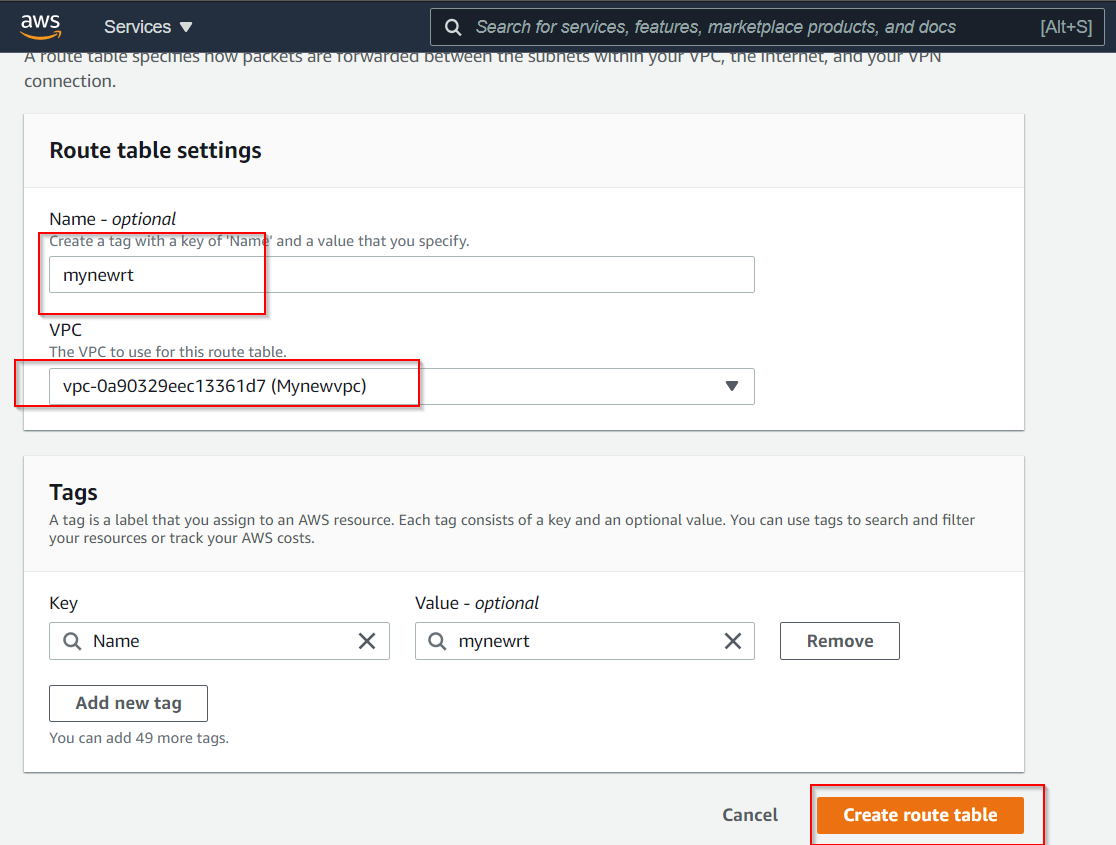 aws Services Search for services, features, marketplace products, and docs [Alt+S]
A route table specifies how packets are forwarded between the subnets within your VPC, the Internet, and your VPN
connection.
Route table settings
Name - optional
Create a tag with a key of 'Name' and a value that you specify.
mynewrt
VPC
The VPC to use for this route table.
vpc-0a90329eec13361d7 (Mynewvpc)
Tags
A tag is a label that you assign to an AWS resource. Each tag consists of a key and an optional value. You can use tags to search and filter
your resources or track your AWS costs.
Key Value - optional
Name mynewrt Remove
Add new tag
You can add 49 more tags.
Cancel Create route table